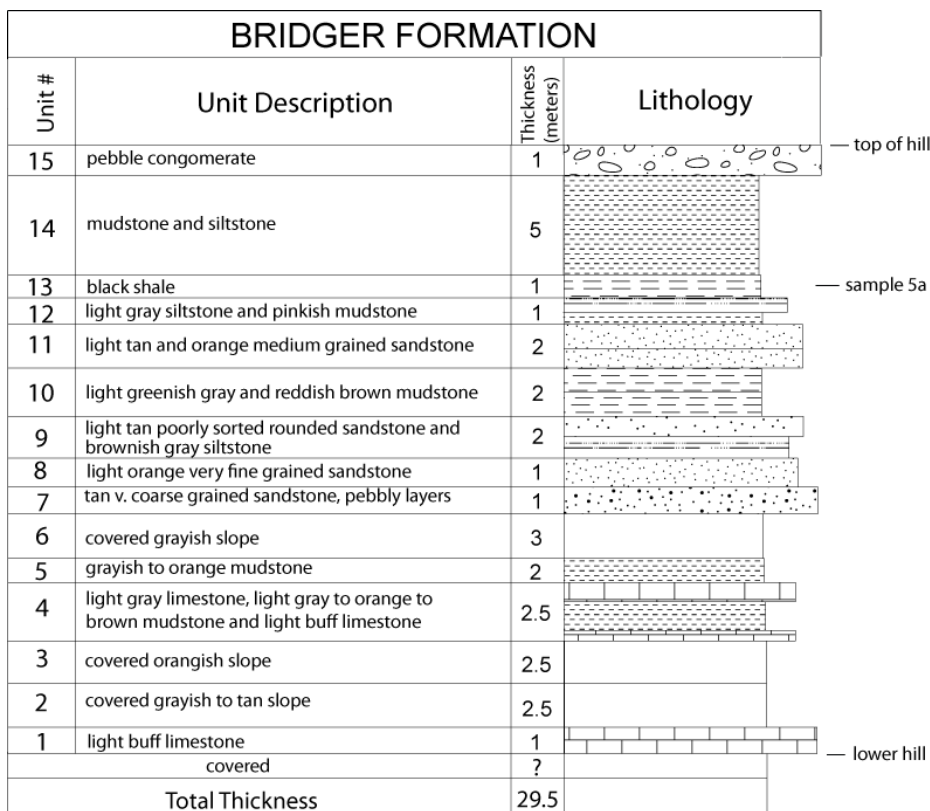 BRIDGER FORMATION
Unit #
Unit Description
Thickness
(meters)
Lithology
top of hill
15 pebble congomerate 1
14 mudstone and siltstone 5
13 black shale 1
sample 5a
12 light gray siltstone and pinkish mudstone 1
11 light tan and orange medium grained sandstone 2
10 light greenish gray and reddish brown mudstone 2
9 light tan poorly sorted rounded sandstone and
brownish gray siltstone 2
8 light orange very fine grained sandstone 1
7 tan v. coarse grained sandstone, pebbly layers 1
6 covered grayish slope 3
5 grayish to orange mudstone 2
4 light gray limestone, light gray to orange to
brown mudstone and light buff limestone 2.5
3 covered orangish slope 2.5
2 covered grayish to tan slope 2.5
1 light buff limestone 1
lower hill
covered ?
Total Thickness 29.5